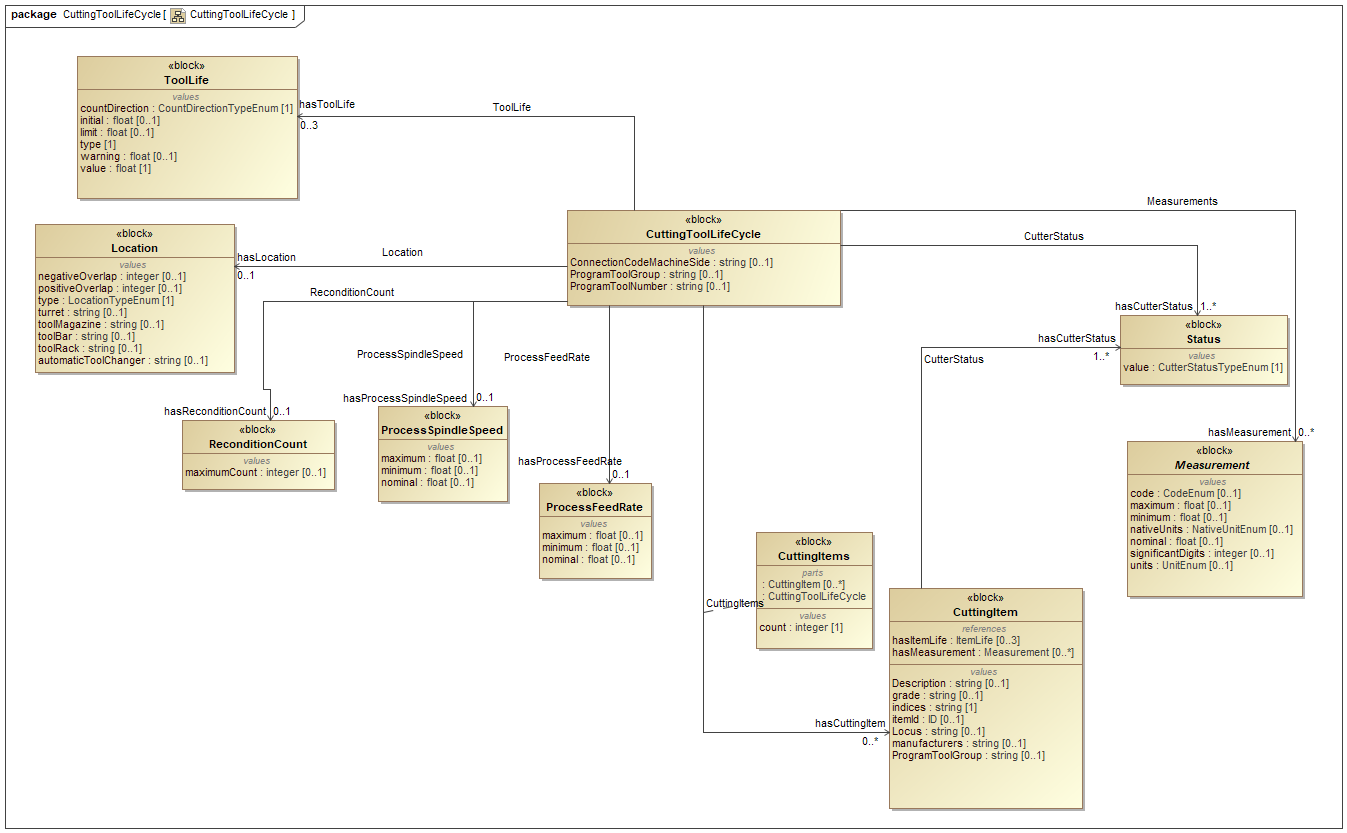 package CuttingToolLifeCycle [ CuttingToolLifeCycle ]
«block»
ToolLife
values
countDirection : CountDirectionTypeEnum [1]
initial : float [0..1]
limit : float [0..1]
type [1]
warning : float [0..1]
value : float [1]
hasToolLife
0..3
ToolLife
«block»
CuttingToolLifeCycle
values
ConnectionCodeMachineSide : string [0..1]
ProgramToolGroup : string [0..1]
ProgramToolNumber : string [0..1]
Measurements
CutterStatus
«block»
Location
values
negativeOverlap : integer [0..1]
positiveOverlap : integer [0..1]
type : LocationTypeEnum [1]
turret : string [0..1]
toolMagazine : string [0..1]
toolBar : string [0..1]
toolRack : string [0..1]
automaticToolChanger : string [0..1]
hasLocation
0..1
Location
ReconditionCount
ProcessSpindleSpeed
ProcessFeedRate
hasCutterStatus
1..*
«block»
Status
values
value : CutterStatusTypeEnum [1]
hasCutterStatus
1..*
CutterStatus
hasReconditionCount
0..1
«block»
ReconditionCount
values
maximumCount : integer [0..1]
hasProcessSpindleSpeed
0..1
«block»
ProcessSpindleSpeed
values
maximum : float [0..1]
minimum : float [0..1]
nominal : float [0..1]
hasProcessFeedRate
0..1
«block»
ProcessFeedRate
values
maximum : float [0..1]
minimum : float [0..1]
nominal : float [0..1]
hasMeasurement
0..*
«block»
Measurement
values
code : CodeEnum [0..1]
maximum : float [0..1]
minimum : float [0..1]
nativeUnits : NativeUnitEnum [0..1]
nominal : float [0..1]
significantDigits : integer [0..1]
units : UnitEnum [0..1]
«block»
CuttingItems
parts
: CuttingItem [0..*]
: CuttingToolLifeCycle
values
count : integer [1]
CuttingItems
«block»
CuttingItem
references
hasItemLife : ItemLife [0..3]
hasMeasurement : Measurement [0..*]
values
Description : string [0..1]
grade : string [0..1]
indices : string [1]
itemId : ID [0..1]
Locus : string [0..1]
manufacturers : string [0..1]
ProgramToolGroup : string [0..1]
hasCuttingItem
0..*